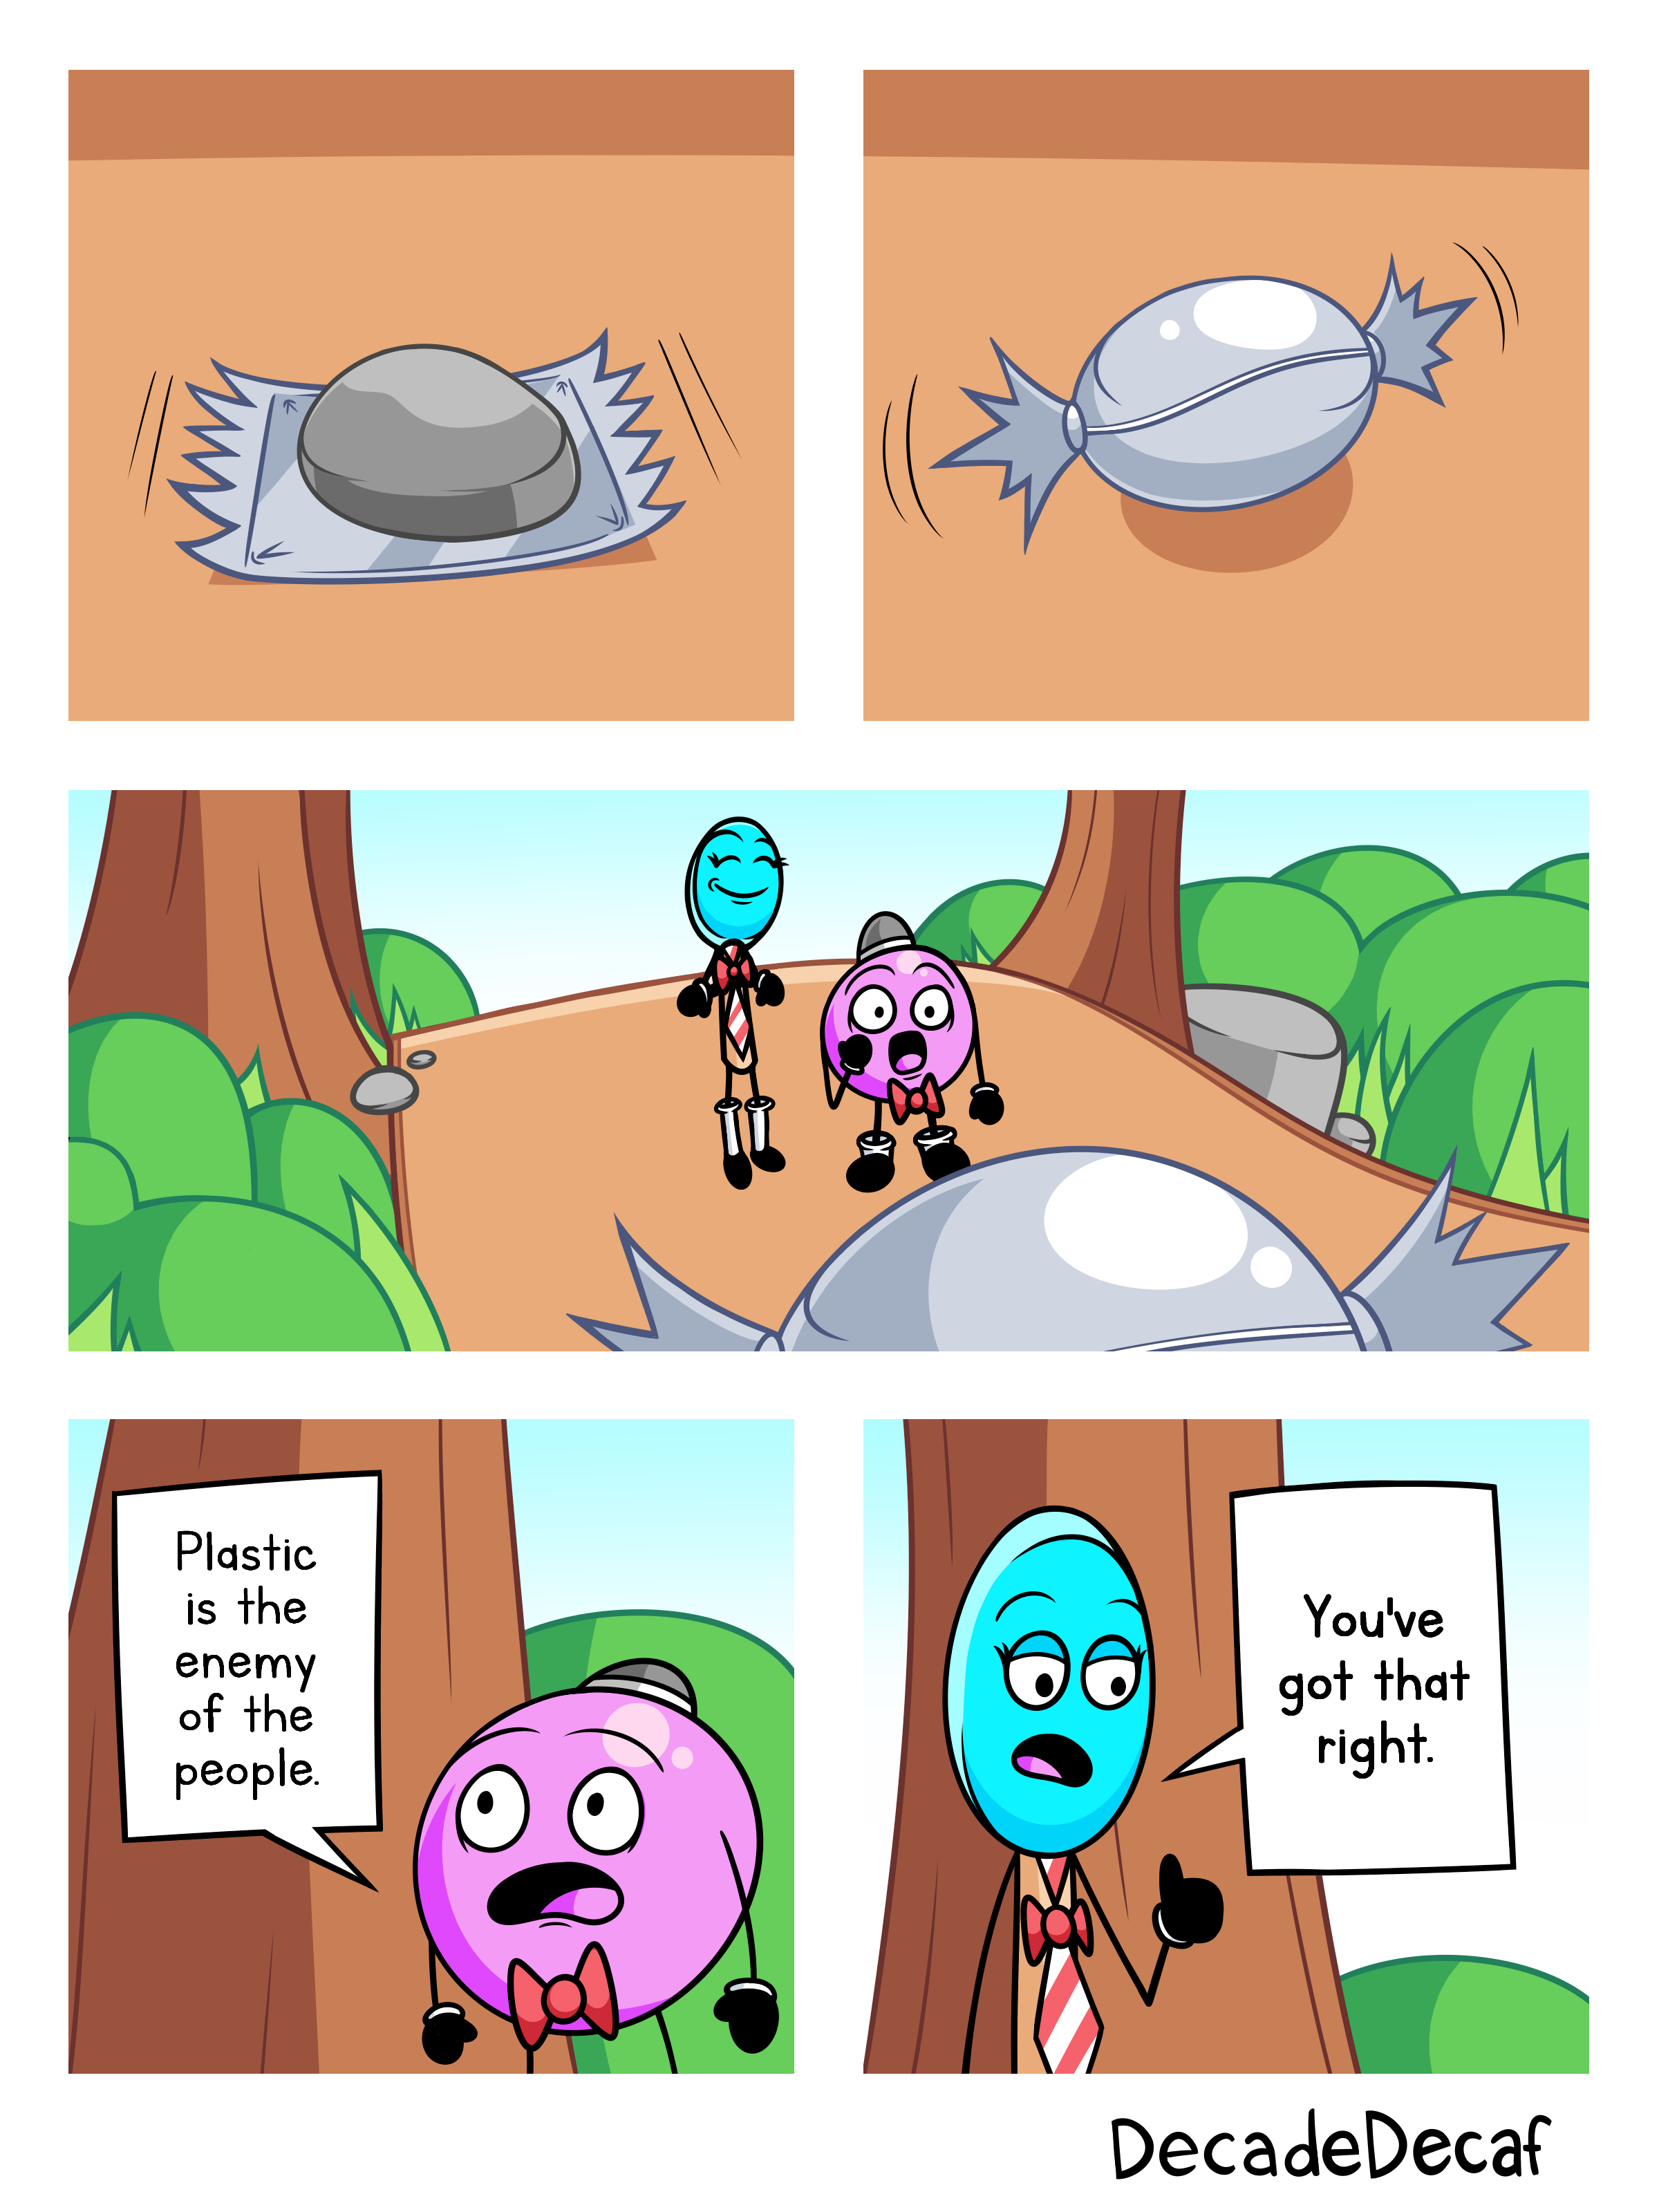 Plastic
is the
enemy
of the
people.
You've
got that
right.
DecadeDecaf